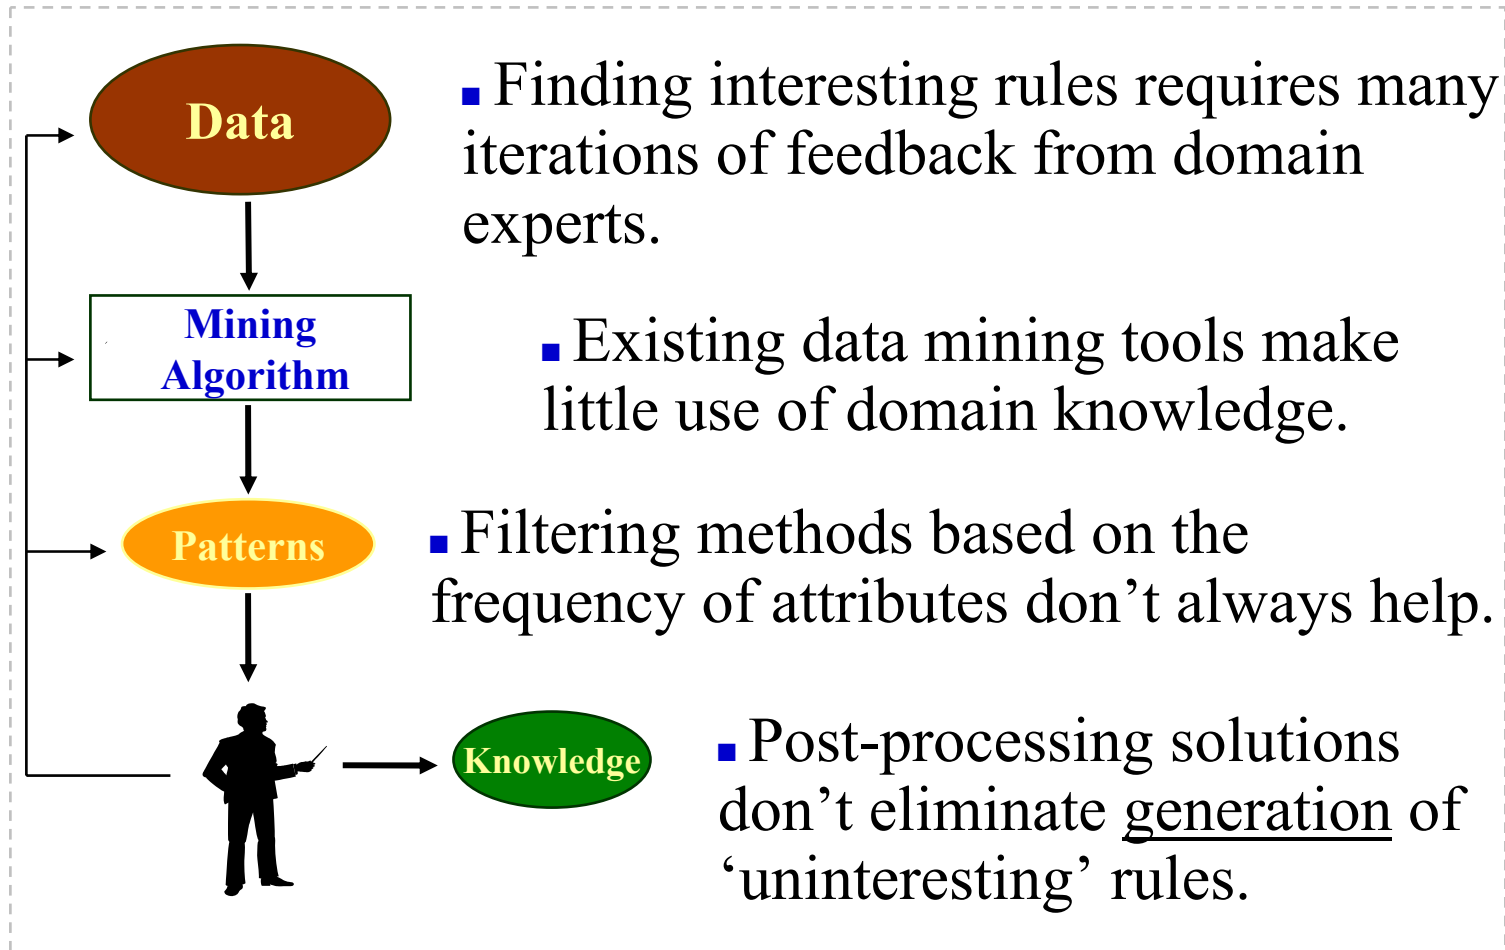 Data
■ Finding interesting rules requires many
iterations of feedback from domain
experts.
Mining
Algorithm
■ Existing data mining tools make
little use of domain knowledge.
Patterns
■ Filtering methods based on the
frequency of attributes don’t always help.
Knowledge
■ Post-processing solutions
don’t eliminate generation of
‘uninteresting’ rules.